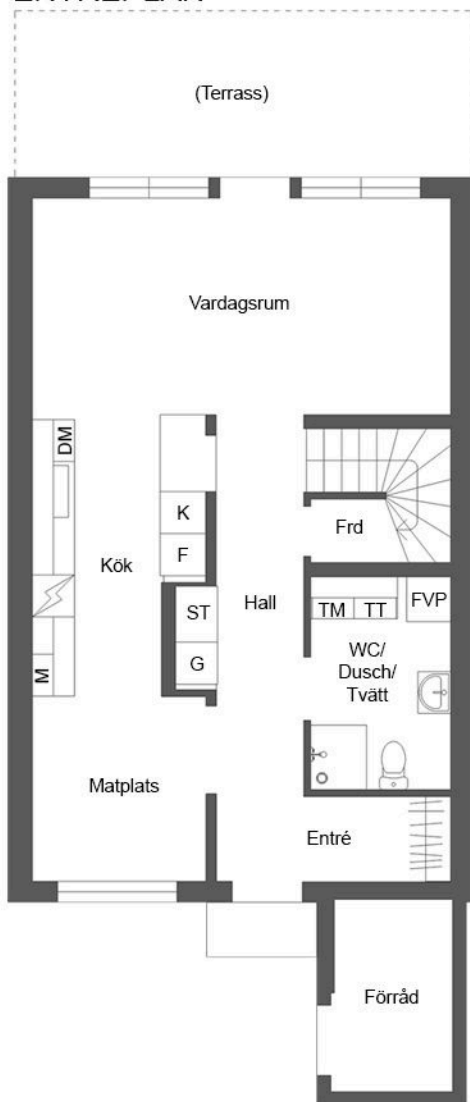 (Terrass)
Vardagsrum
DM
K
Frd
F
Kök
Hall
ST
TM TT FVP
WC/
Dusch/
Tvätt
G
M
Matplats
Entré
Förråd